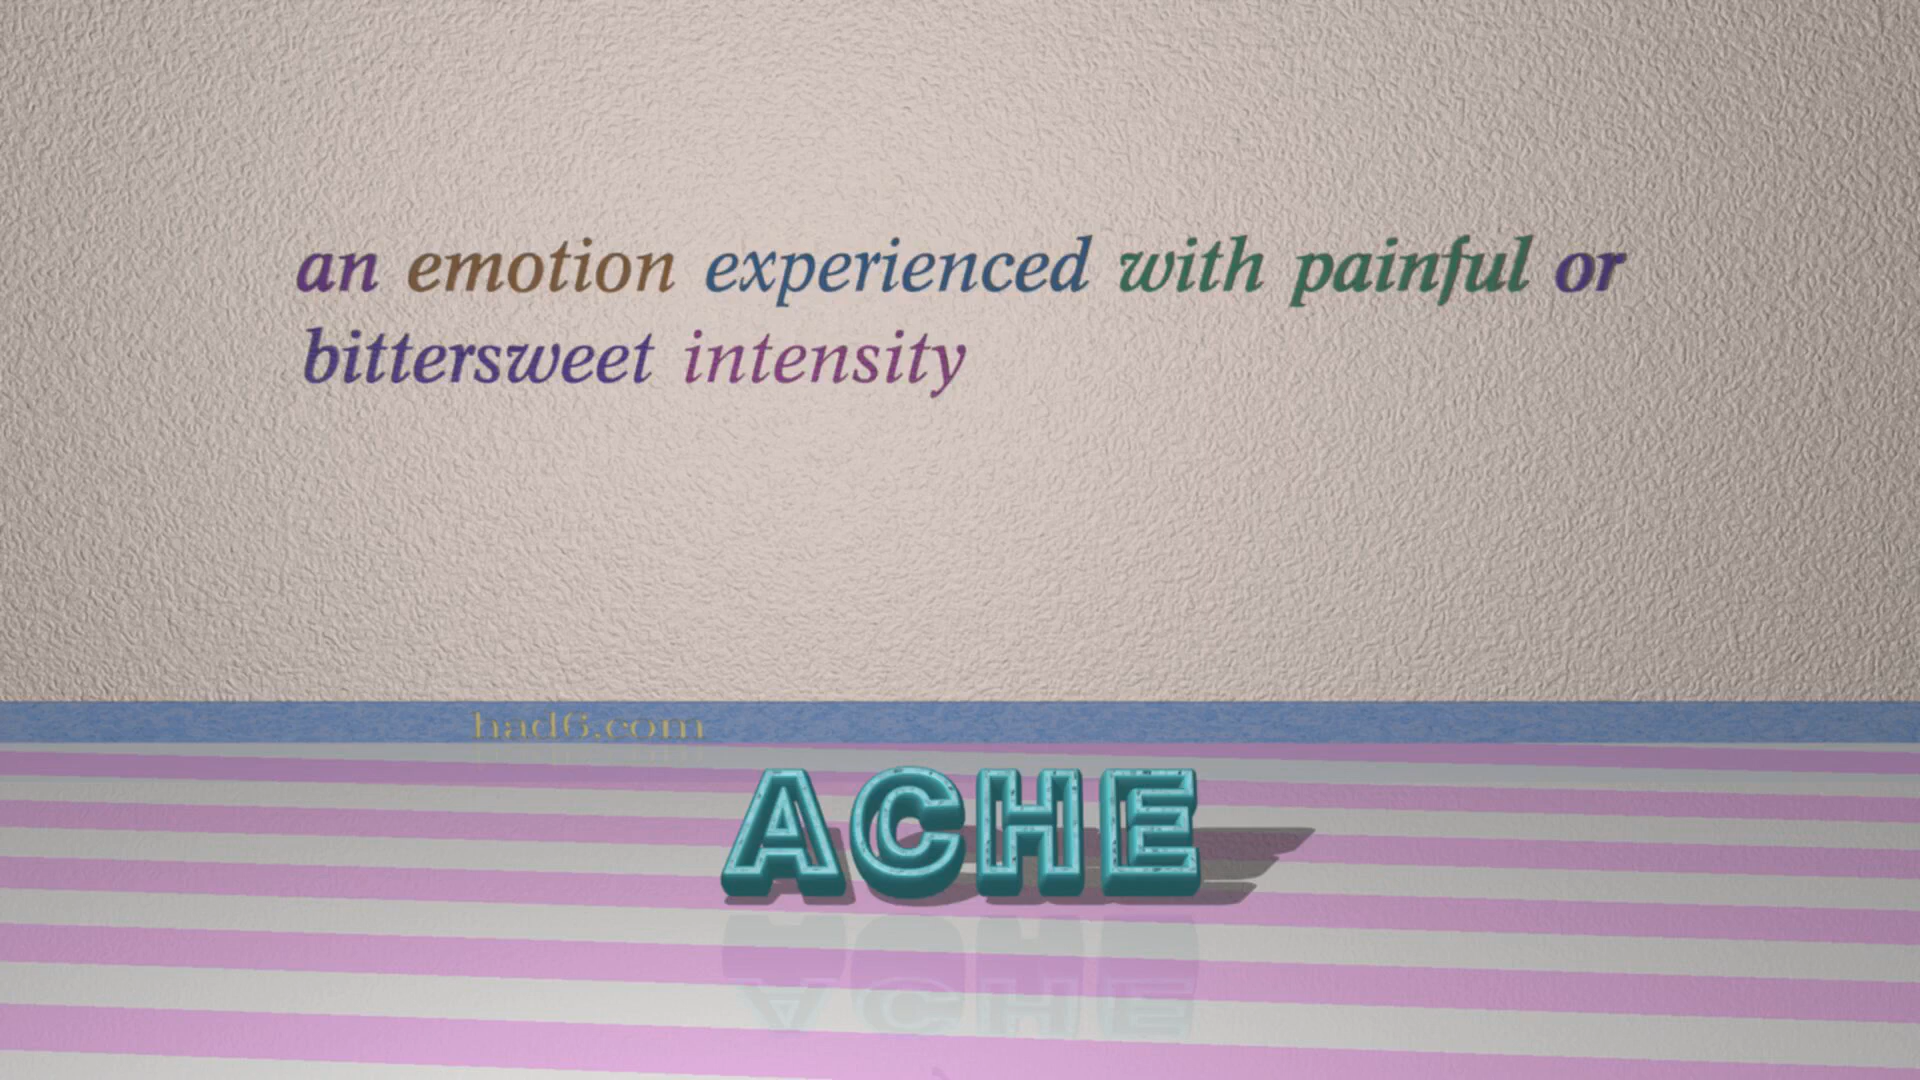 an emotion experienced with painful or
bittersweet intensity
had6.com
ACHE